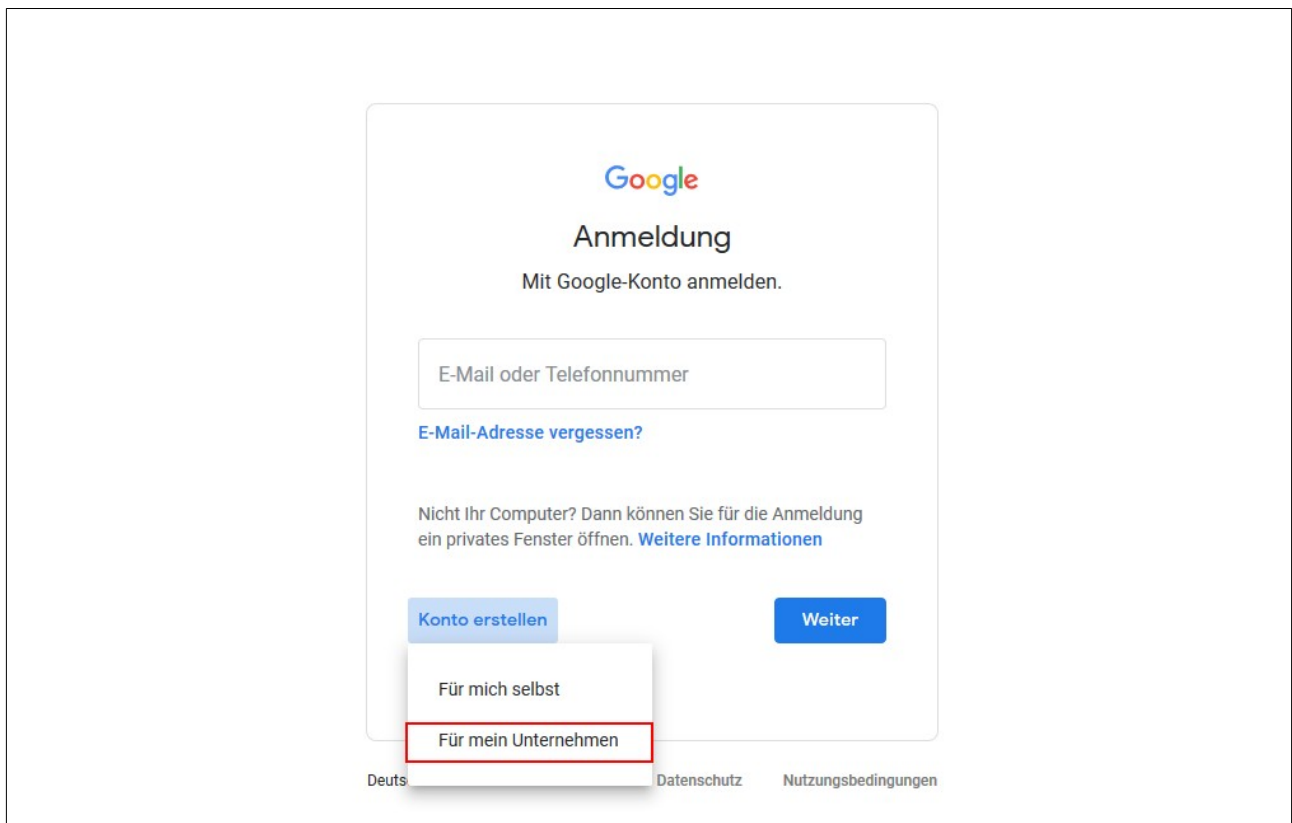 Google
Anmeldung
Mit Google-Konto anmelden.
E-Mail oder Telefonnummer
E-Mail-Adresse vergessen?
Nicht Ihr Computer? Dann können Sie für die Anmeldung
ein privates Fenster öffnen. Weitere Informationen
Konto erstellen
Weiter
Für mich selbst
Für mein Unternehmen
Datenschutz
Nutzungsbedingungen